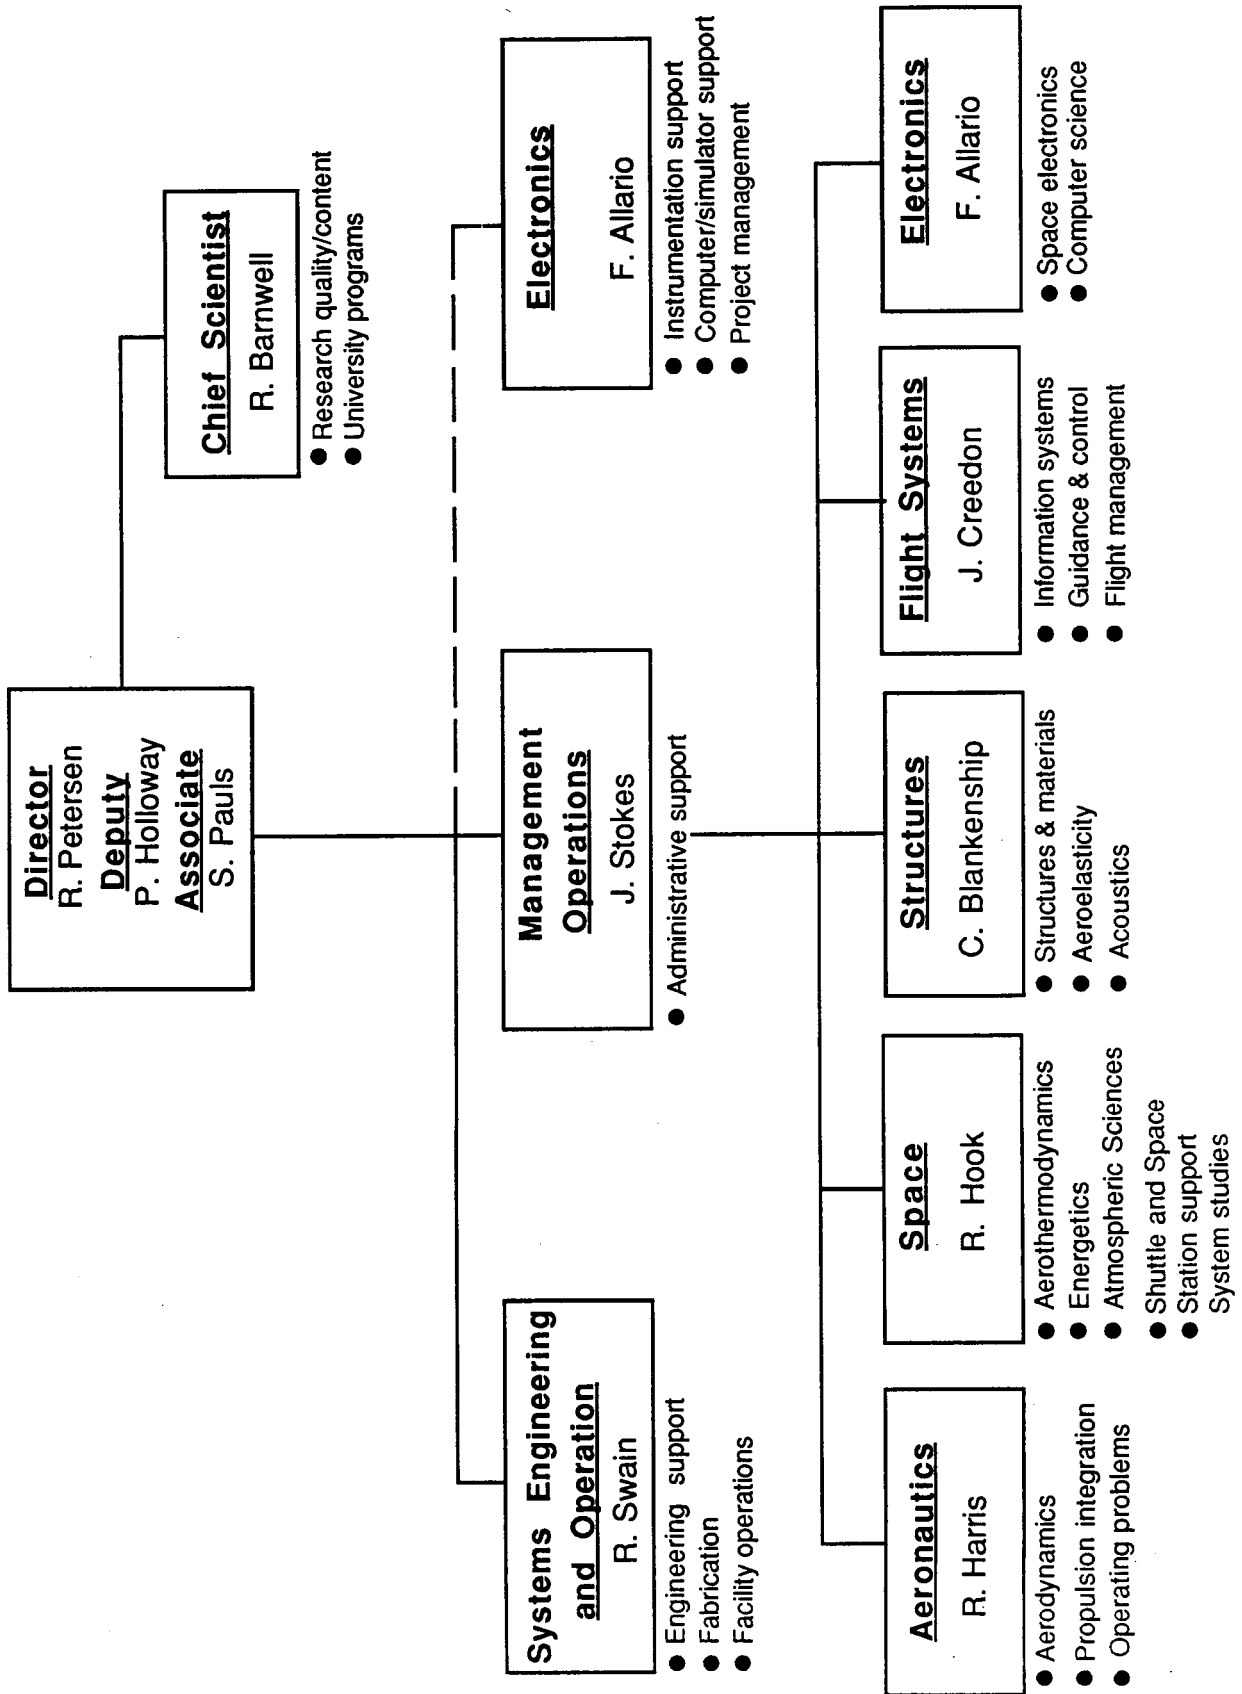 Director
R. Petersen
Deputy
P. Holloway
Associate
S. Pauls
Chief Scientist
R. Barnwell
● Research quality/content
● University programs
Systems Engineering
and Operation
R. Swain
● Engineering support
● Fabrication
● Facility operations
Management
Operations
J. Stokes
● Administrative support
Electronics
F. Allario
● Instrumentation support
● Computer/simulator support
● Project management
Aeronautics
R. Harris
● Aerodynamics
● Propulsion integration
● Operating problems
Space
R. Hook
● Aerothermodynamics
● Energetics
● Atmospheric Sciences
● Shuttle and Space
● Station support
System studies
Structures
C. Blankenship
● Structures & materials
● Aeroelasticity
● Acoustics
Flight Systems
J. Creedon
● Information systems
● Guidance & control
● Flight management
Electronics
F. Allario
● Space electronics
● Computer science